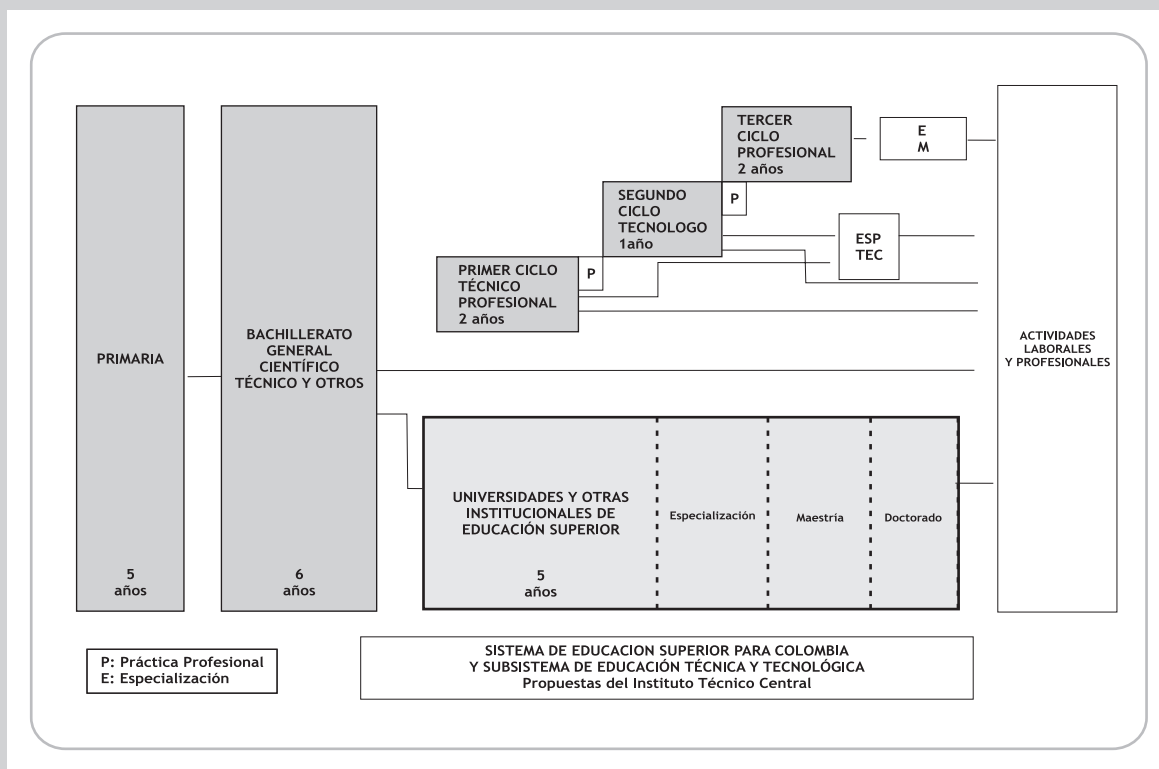 PRIMARIA
5
años
BACHILLERATO
GENERAL
CIENTÍFICO
TÉCNICO Y OTROS
6
años
PRIMER CICLO
TÉCNICO
PROFESIONAL
2 años
P
SEGUNDO
CICLO
TECNOLOGO
1año
P
TERCER
CICLO
PROFESIONAL
2 años
E
M
ESP
TEC
UNIVERSIDADES Y OTRAS
INSTITUCIONALES DE
EDUCACIÓN SUPERIOR
5
años
Especialización
Maestría
Doctorado
ACTIVIDADES
LABORALES
Y PROFESIONALES
P: Práctica Profesional
E: Especialización
SISTEMA DE EDUCACION SUPERIOR PARA COLOMBIA
Y SUBSISTEMA DE EDUCACIÓN TÉCNICA Y TECNOLÓGICA
Propuestas del Instituto Técnico Central